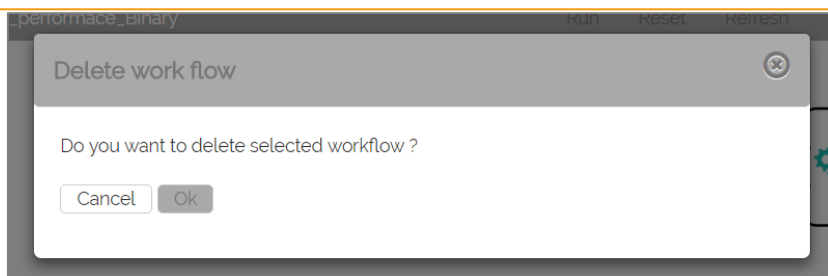 _performace_Binary Run Reset Refresh
Delete work flow
Do you want to delete selected workflow ?
Cancel Ok